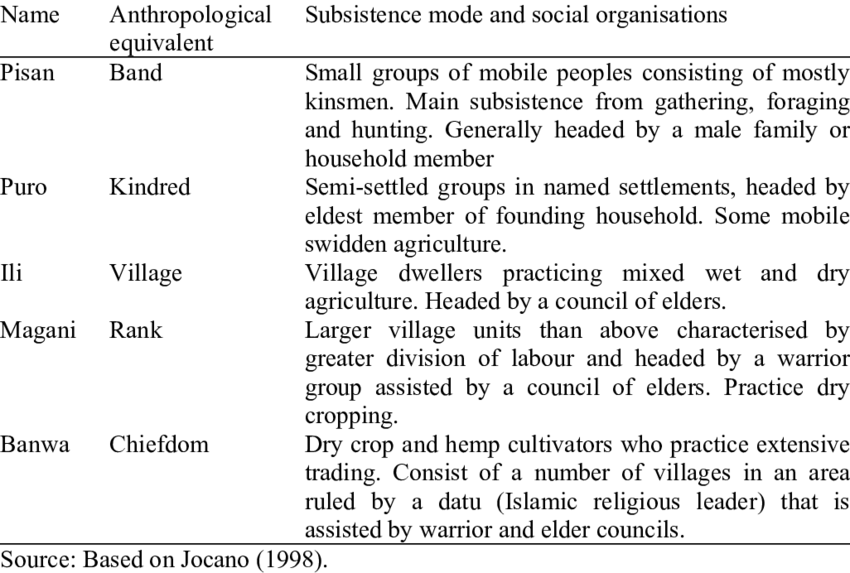 Name Anthropological equivalent Subsistence mode and social organisations
Pisan Band Small groups of mobile peoples consisting of mostly
kinsmen. Main subsistence from gathering, foraging
and hunting. Generally headed by a male family or
household member
Puro Kindred Semi-settled groups in named settlements, headed by
eldest member of founding household. Some mobile
swidden agriculture.
Ili Village Village dwellers practicing mixed wet and dry
agriculture. Headed by a council of elders.
Magani Rank Larger village units than above characterised by
greater division of labour and headed by a warrior
group assisted by a council of elders. Practice dry
cropping.
Banwa Chiefdom Dry crop and hemp cultivators who practice extensive
trading. Consist of a number of villages in an area
ruled by a datu (Islamic religious leader) that is
assisted by warrior and elder councils.
Source: Based on Jocano (1998).